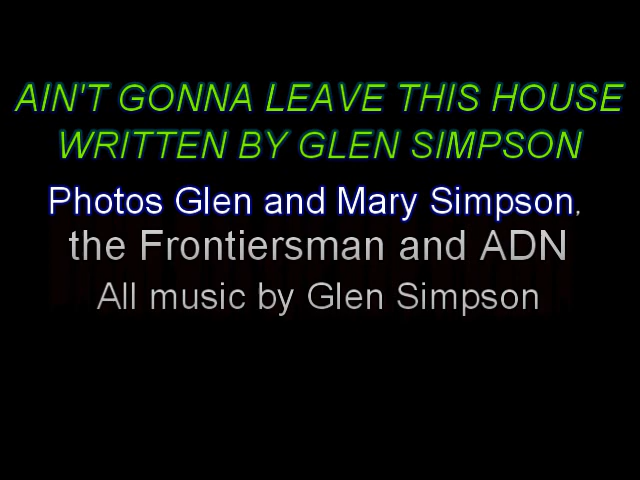 AIN'T GONNA LEAVE THIS HOUSE
WRITTEN BY GLEN SIMPSON
Photos Glen and Mary Simpson,
the Frontiersman and ADN
All music by Glen Simpson